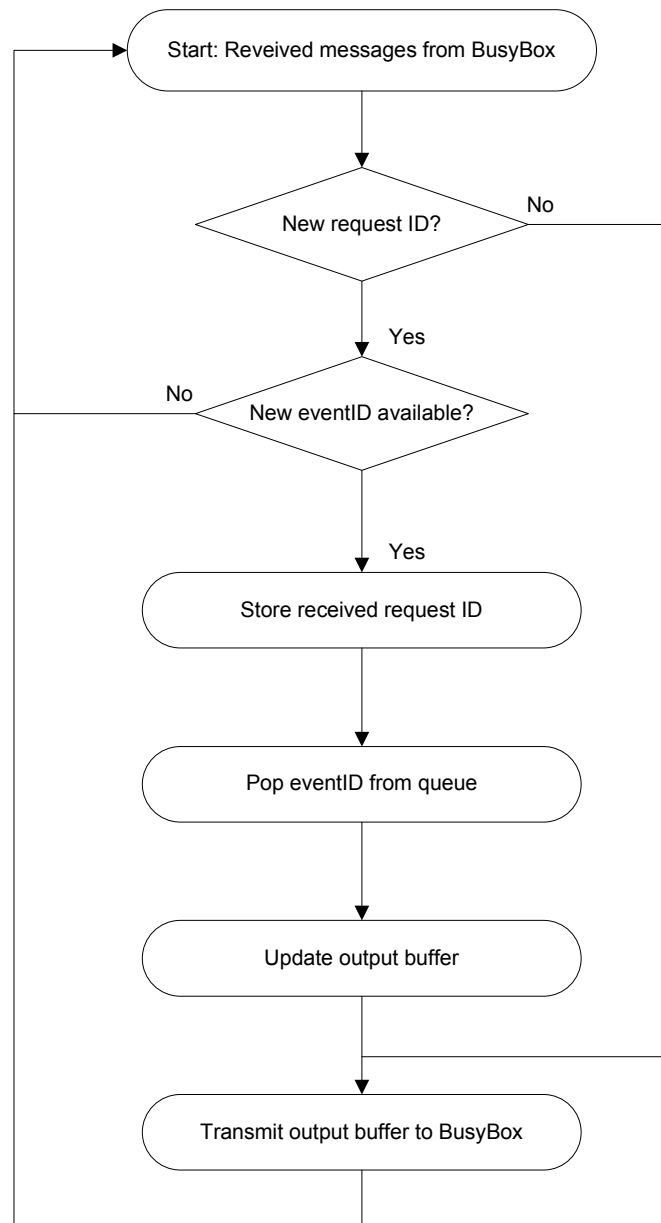 Start: Reveived messages from BusyBox
New request ID?
No
Yes
No
New eventID available?
Yes
Store received request ID
Pop eventID from queue
Update output buffer
Transmit output buffer to BusyBox